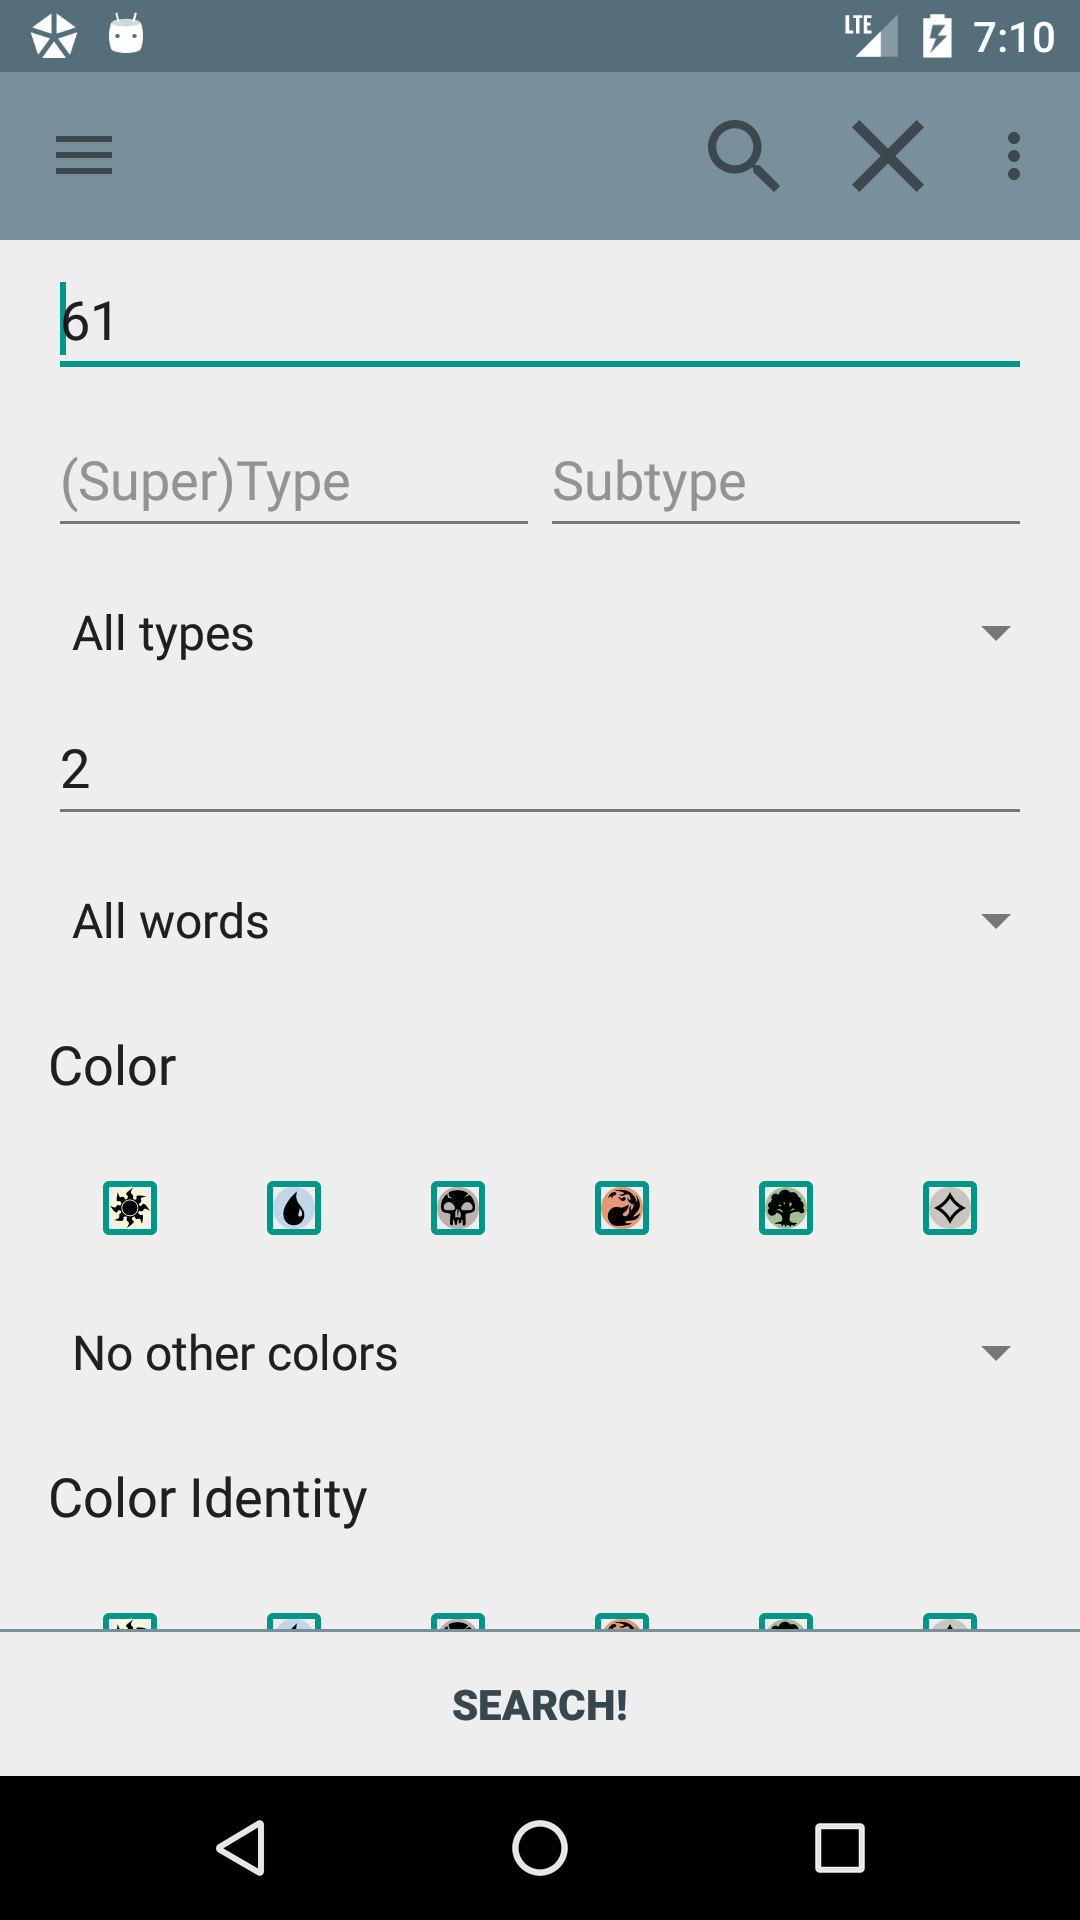 LTE 7:10
61
(Super)Type Subtype
All types
2
All words
Color
No other colors
Color Identity
SEARCH!